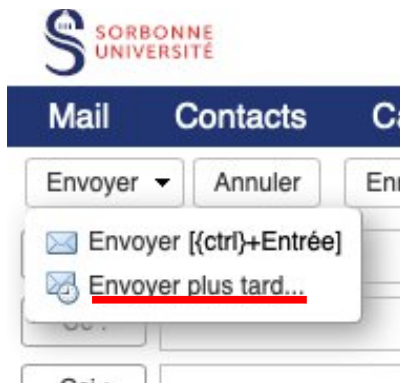 SORBONNE
UNIVERSITÉ
Mail Contacts
Envoyer Annuler
Envoyer [{ctrl}+Entrée]
Envoyer plus tard...